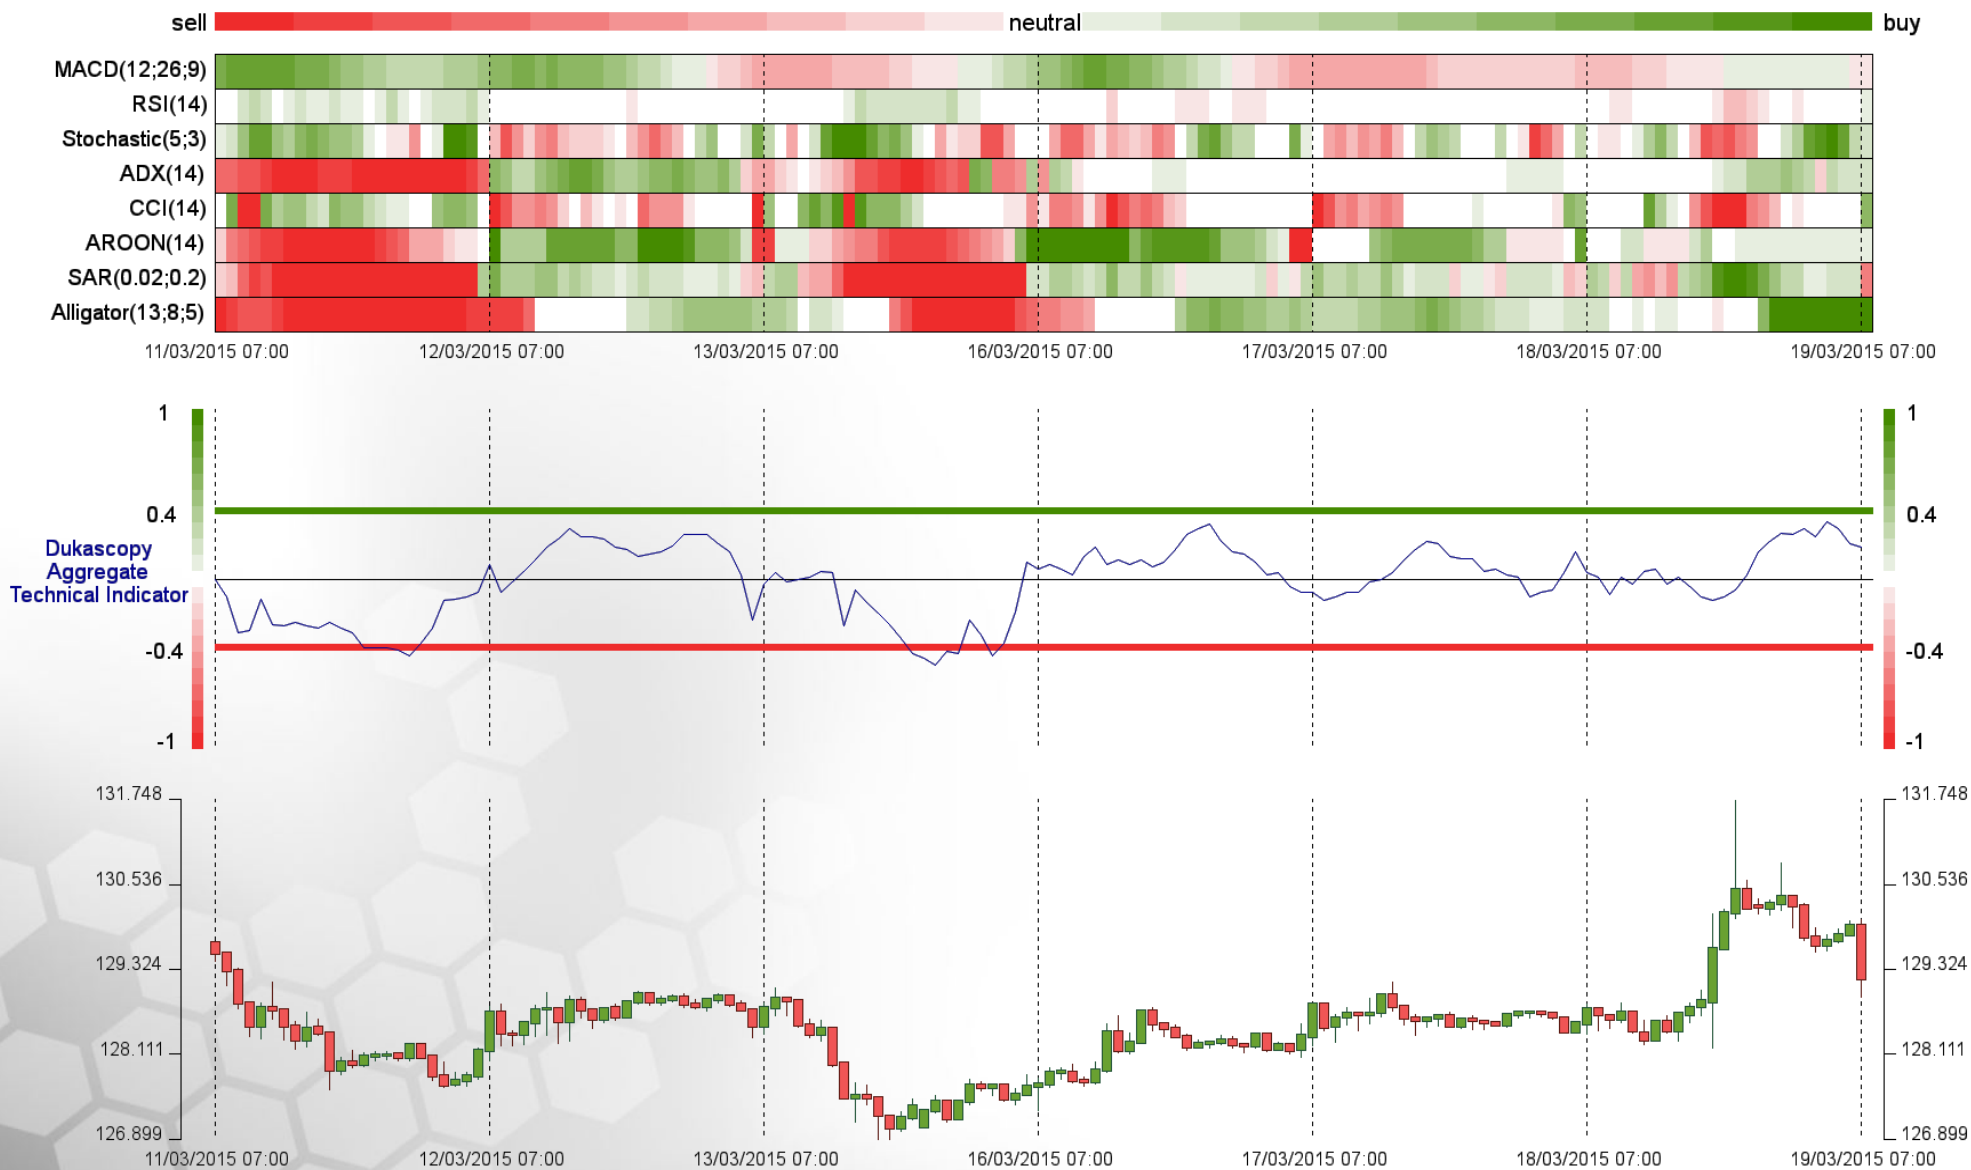 sell neutral buy
MACD(12;26;9)
RSI(14)
Stochastic(5;3)
ADX(14)
CCI(14)
AROON(14)
SAR(0.02;0.2)
Alligator(13;8;5)
11/03/2015 07:00 12/03/2015 07:00 13/03/2015 07:00 16/03/2015 07:00 17/03/2015 07:00 18/03/2015 07:00 19/03/2015 07:00
1 1
0.4 0.4
Dukascopy
Aggregate
Technical Indicator
-0.4 -0.4
-1 -1
131.748 131.748
130.536 130.536
129.324 129.324
128.111 128.111
126.899 126.899
11/03/2015 07:00 12/03/2015 07:00 13/03/2015 07:00 16/03/2015 07:00 17/03/2015 07:00 18/03/2015 07:00 19/03/2015 07:00